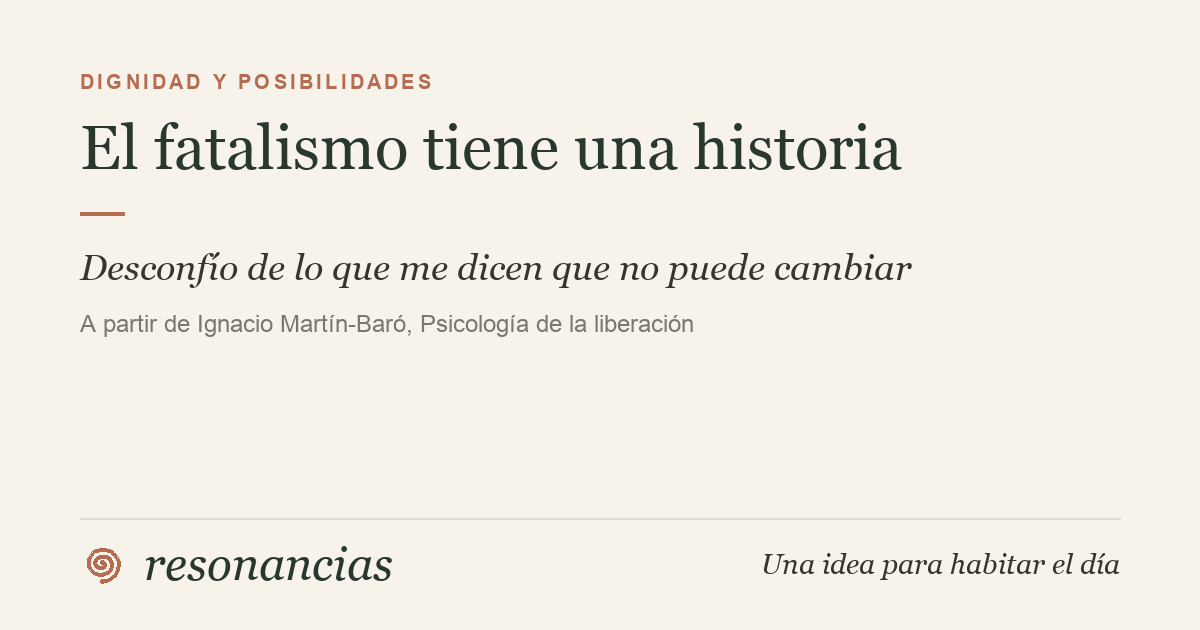 DIGNIDAD Y POSIBILIDADES
El fatalismo tiene una historia
Desconfío de lo que me dicen que no puede cambiar
A partir de Ignacio Martín-Baró, Psicología de la liberación
resonancias
Una idea para habitar el día